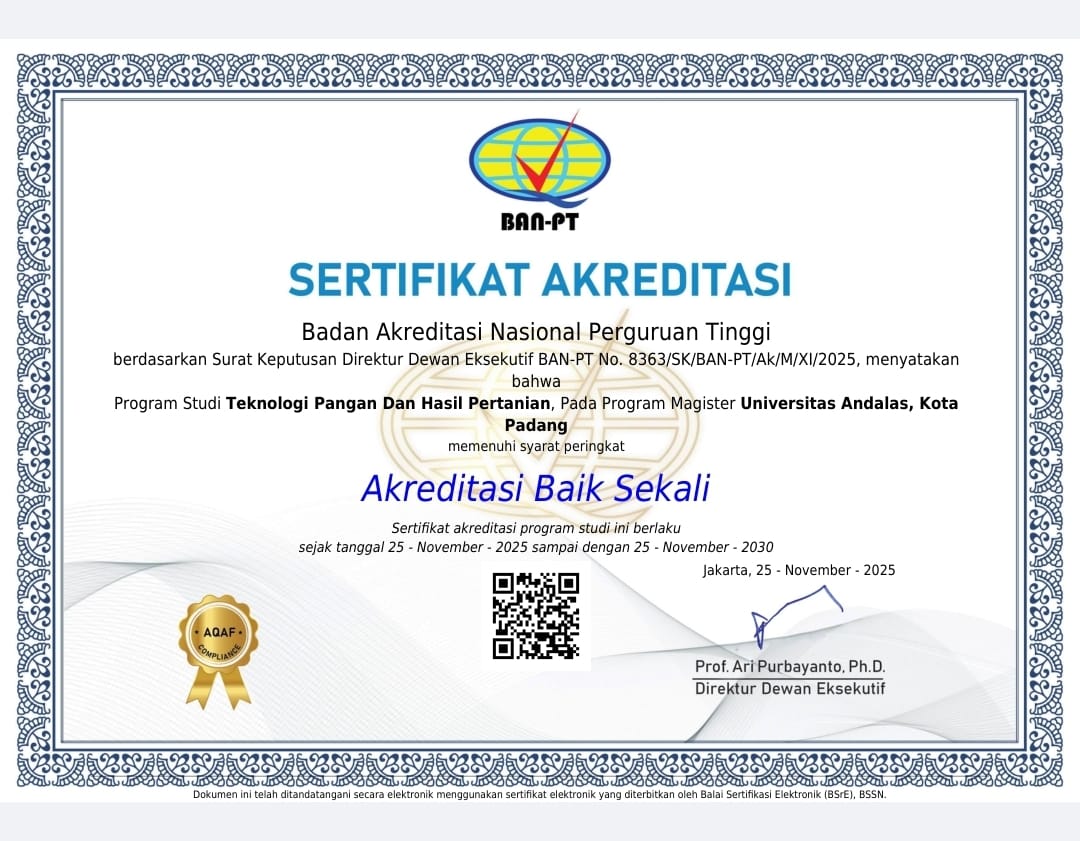 BAN-PT
SERTIFIKAT AKREDITASI
Badan Akreditasi Nasional Perguruan Tinggi
berdasarkan Surat Keputusan Direktur Dewan Eksekutif BAN-PT No. 8363/SK/BAN-PT/Ak/M/XI/2025, menyatakan
bahwa
Program Studi Teknologi Pangan Dan Hasil Pertanian, Pada Program Magister Universitas Andalas, Kota
Padang
memenuhi syarat peringkat
Akreditasi Baik Sekali
Sertifikat akreditasi program studi ini berlaku
sejak tanggal 25 - November - 2025 sampai dengan 25 - November - 2030
Jakarta, 25 - November - 2025
AQAF
COMPLIANCE
Prof. Ari Purbayanto, Ph.D.
Direktur Dewan Eksekutif
Dokumen ini telah ditandatangani secara elektronik menggunakan sertifikat elektronik yang diterbitkan oleh Balai Sertifikasi Elektronik (BSrE), BSSN.